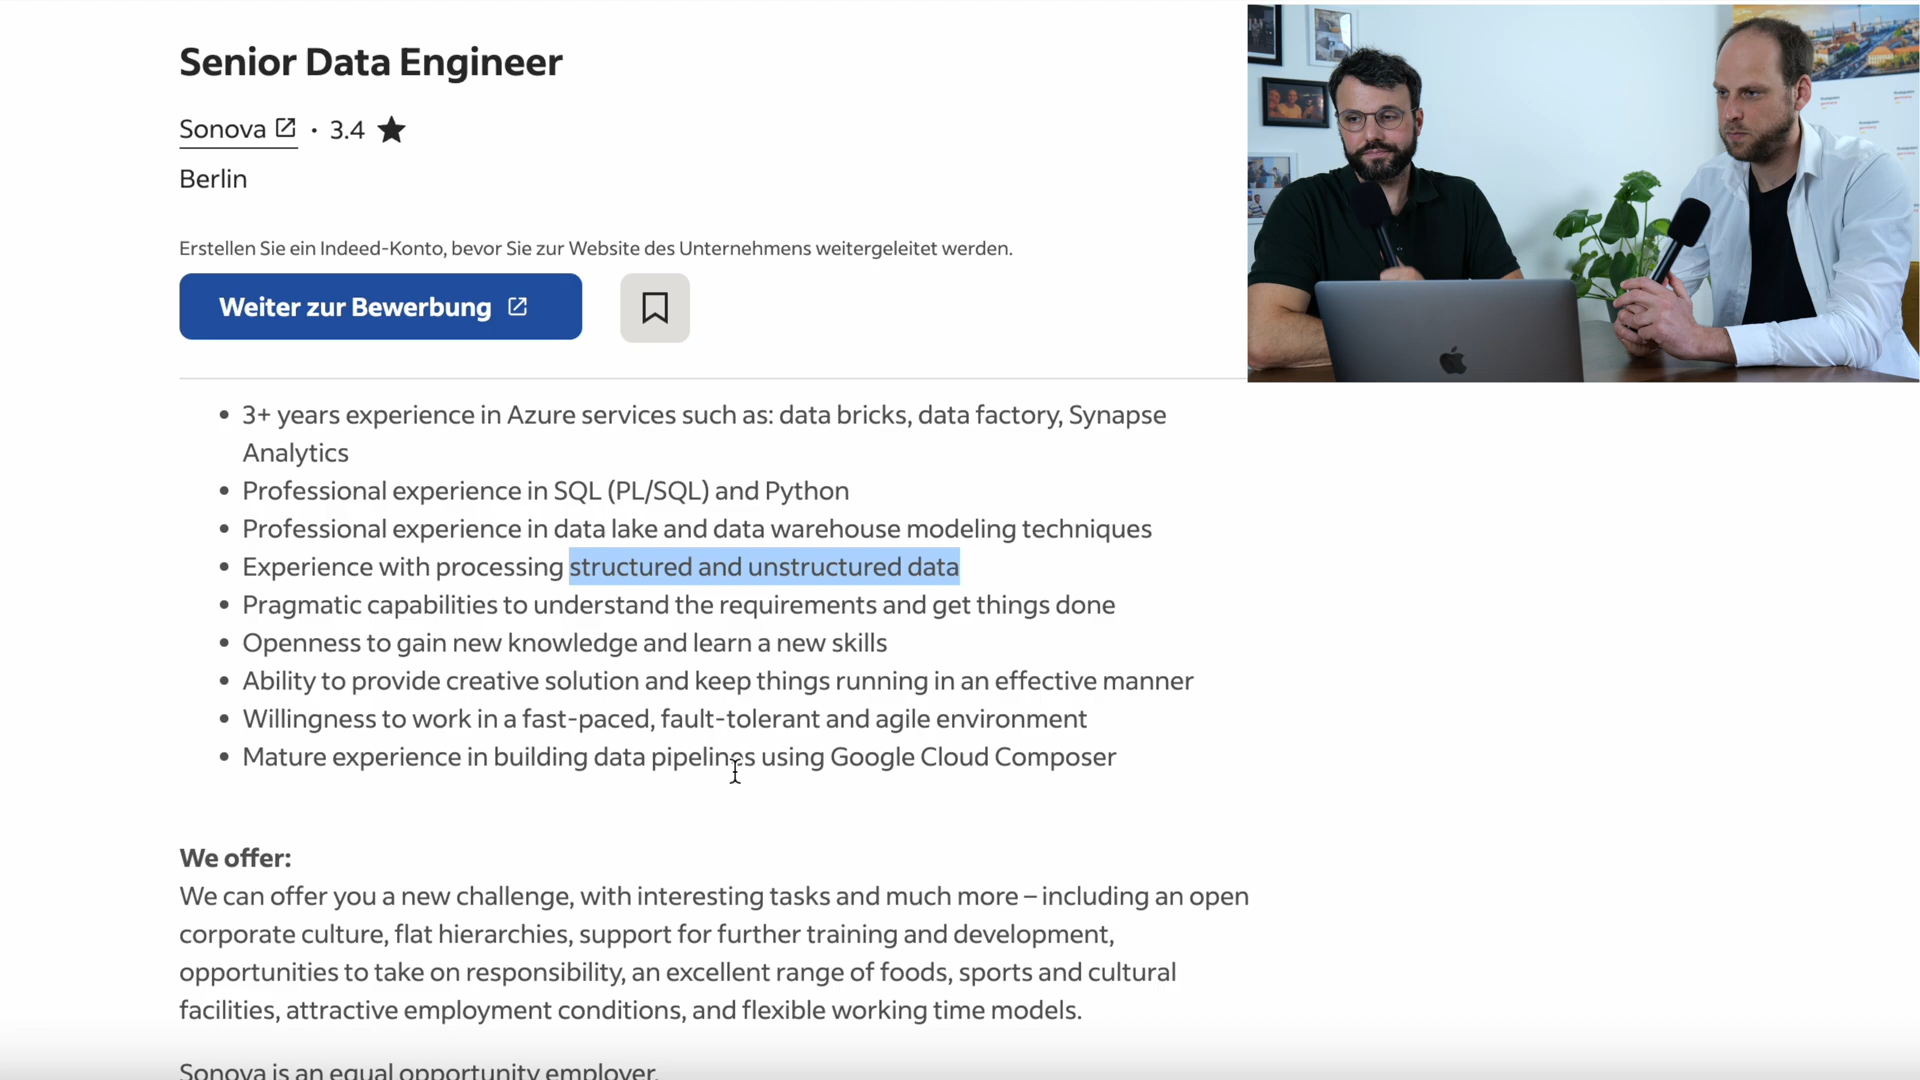 Senior Data Engineer
Sonova · 3.4 ★
Berlin
Erstellen Sie ein Indeed-Konto, bevor Sie zur Website des Unternehmens weitergeleitet werden.
Weiter zur Bewerbung
• 3+ years experience in Azure services such as: data bricks, data factory, Synapse
Analytics
• Professional experience in SQL (PL/SQL) and Python
• Professional experience in data lake and data warehouse modeling techniques
• Experience with processing structured and unstructured data
• Pragmatic capabilities to understand the requirements and get things done
• Openness to gain new knowledge and learn a new skills
• Ability to provide creative solution and keep things running in an effective manner
• Willingness to work in a fast-paced, fault-tolerant and agile environment
• Mature experience in building data pipelines using Google Cloud Composer
We offer:
We can offer you a new challenge, with interesting tasks and much more – including an open
corporate culture, flat hierarchies, support for further training and development,
opportunities to take on responsibility, an excellent range of foods, sports and cultural
facilities, attractive employment conditions, and flexible working time models.
Sonova is an equal opportunity employer.